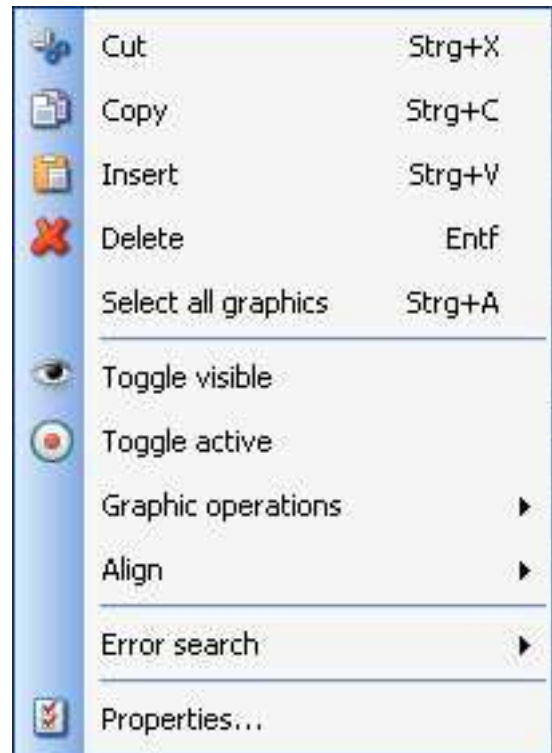 Cut Strg+X
Copy Strg+C
Insert Strg+V
Delete Entf
Select all graphics Strg+A
Toggle visible
Toggle active
Graphic operations
Align
Error search
Properties...